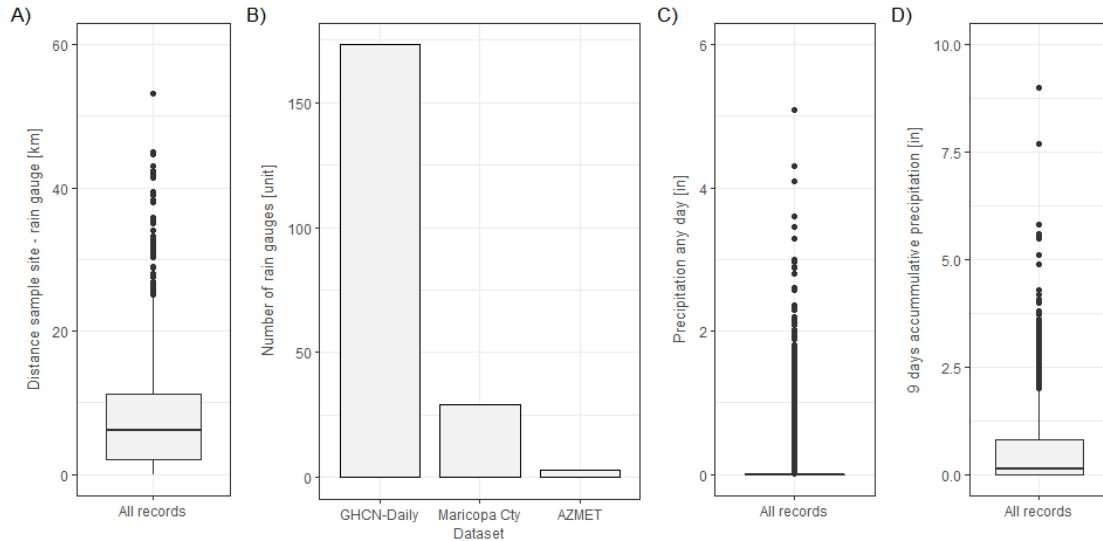 A)
Distance sample site - rain gauge [km]
60
40
20
0
All records
B)
Number of rain gauges [unit]
150
100
50
0
GHCN-Daily
Maricopa Cty
AZMET
Dataset
C)
Precipitation any day [in]
6
4
2
0
All records
D)
9 days accummulative precipitation [in]
10.0
7.5
5.0
2.5
0.0
All records